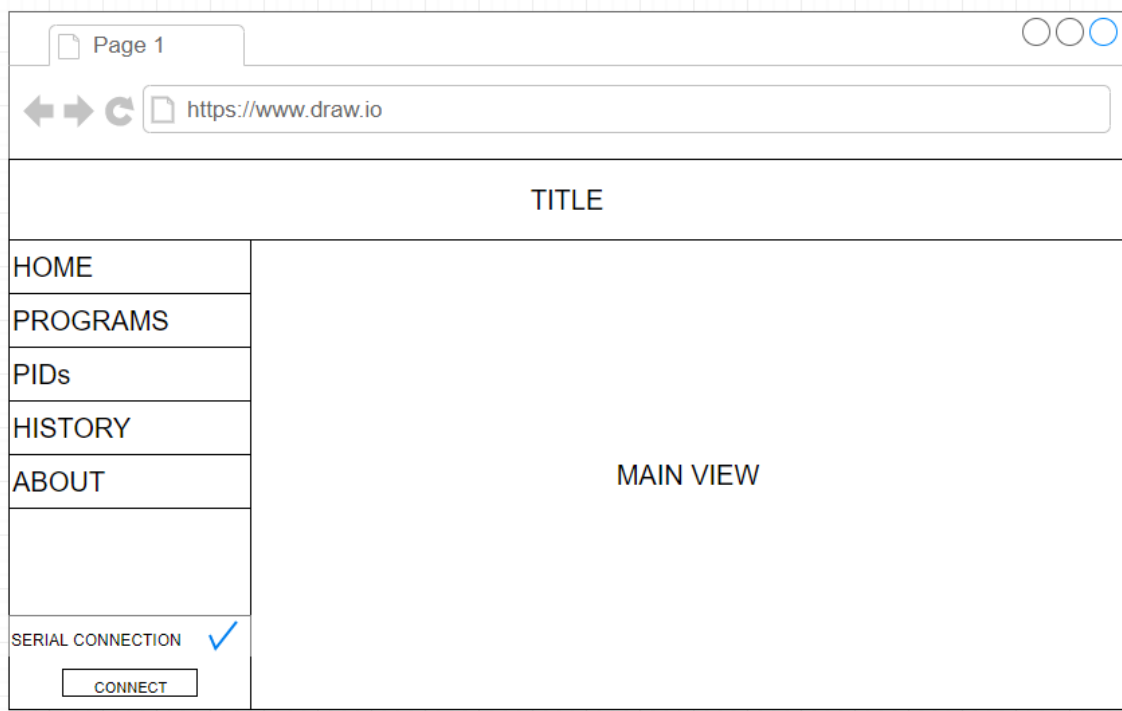 Page 1
https://www.draw.io
TITLE
HOME
PROGRAMS
PIDs
HISTORY
ABOUT
MAIN VIEW
SERIAL CONNECTION
CONNECT